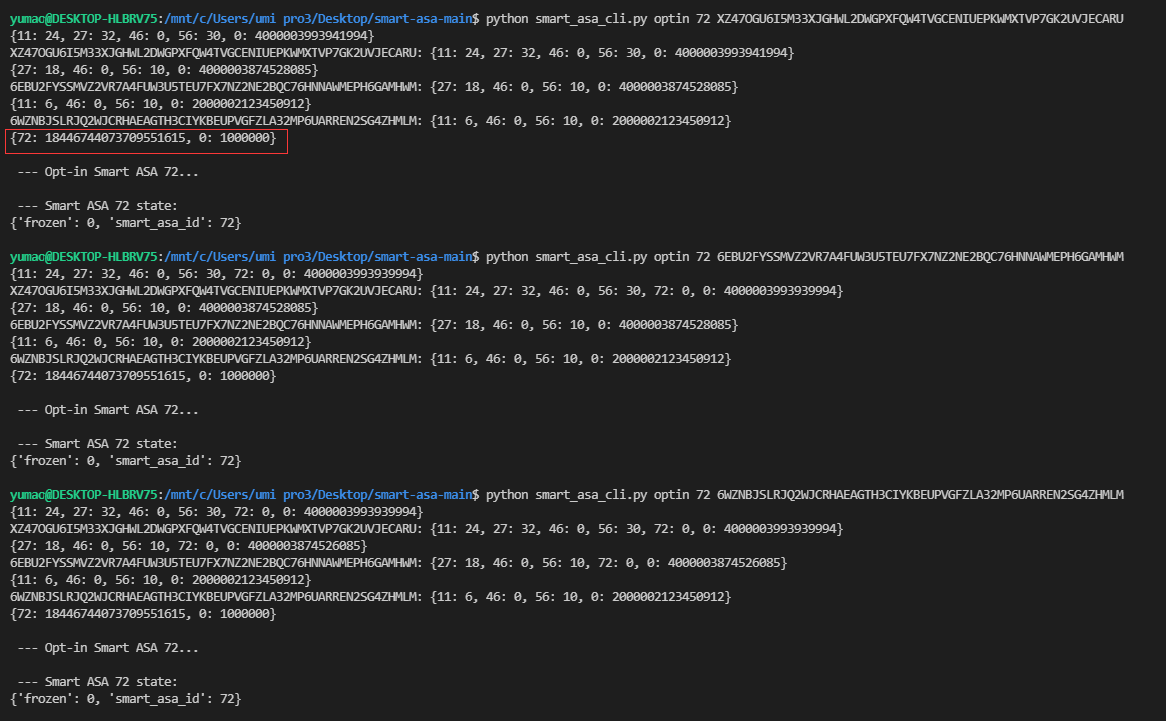 yumao@DESKTOP-HLBRV75:/mnt/c/Users/umi pro3/Desktop/smart-asa-main$ python smart_asa_cli.py optin 72 XZ47OGU6I5M33XJGHWL2DWGPXFQW4TVGCENIUEPKWMXTVP7GK2UVJECARU
{11: 24, 27: 32, 46: 0, 56: 30, 0: 4000003993941994}
XZ47OGU6I5M33XJGHWL2DWGPXFQW4TVGCENIUEPKWMXTVP7GK2UVJECARU: {11: 24, 27: 32, 46: 0, 56: 30, 0: 4000003993941994}
{27: 18, 46: 0, 56: 10, 0: 4000003874528085}
6EBU2FYSSMVZ2VR7A4FUW3U5TEU7FX7NZ2NE2BQC76HNNAWMEPH6GAMHWM: {27: 18, 46: 0, 56: 10, 0: 4000003874528085}
{11: 6, 46: 0, 56: 10, 0: 2000002123450912}
6WZNBJSLRJQ2WJCRHAEAGTH3CIYKBEUPVGFZLA32MP6UARREN2SG4ZHMLM: {11: 6, 46: 0, 56: 10, 0: 2000002123450912}
{72: 18446744073709551615, 0: 1000000}
--- Opt-in Smart ASA 72...
--- Smart ASA 72 state:
{'frozen': 0, 'smart_asa_id': 72}
yumao@DESKTOP-HLBRV75:/mnt/c/Users/umi pro3/Desktop/smart-asa-main$ python smart_asa_cli.py optin 72 6EBU2FYSSMVZ2VR7A4FUW3U5TEU7FX7NZ2NE2BQC76HNNAWMEPH6GAMHWM
{11: 24, 27: 32, 46: 0, 56: 30, 72: 0, 0: 4000003993939994}
XZ47OGU6I5M33XJGHWL2DWGPXFQW4TVGCENIUEPKWMXTVP7GK2UVJECARU: {11: 24, 27: 32, 46: 0, 56: 30, 72: 0, 0: 4000003993939994}
{27: 18, 46: 0, 56: 10, 0: 4000003874528085}
6EBU2FYSSMVZ2VR7A4FUW3U5TEU7FX7NZ2NE2BQC76HNNAWMEPH6GAMHWM: {27: 18, 46: 0, 56: 10, 0: 4000003874528085}
{11: 6, 46: 0, 56: 10, 0: 2000002123450912}
6WZNBJSLRJQ2WJCRHAEAGTH3CIYKBEUPVGFZLA32MP6UARREN2SG4ZHMLM: {11: 6, 46: 0, 56: 10, 0: 2000002123450912}
{72: 18446744073709551615, 0: 1000000}
--- Opt-in Smart ASA 72...
--- Smart ASA 72 state:
{'frozen': 0, 'smart_asa_id': 72}
yumao@DESKTOP-HLBRV75:/mnt/c/Users/umi pro3/Desktop/smart-asa-main$ python smart_asa_cli.py optin 72 6WZNBJSLRJQ2WJCRHAEAGTH3CIYKBEUPVGFZLA32MP6UARREN2SG4ZHMLM
{11: 24, 27: 32, 46: 0, 56: 30, 72: 0, 0: 4000003993939994}
XZ47OGU6I5M33XJGHWL2DWGPXFQW4TVGCENIUEPKWMXTVP7GK2UVJECARU: {11: 24, 27: 32, 46: 0, 56: 30, 72: 0, 0: 4000003993939994}
{27: 18, 46: 0, 56: 10, 72: 0, 0: 4000003874526085}
6EBU2FYSSMVZ2VR7A4FUW3U5TEU7FX7NZ2NE2BQC76HNNAWMEPH6GAMHWM: {27: 18, 46: 0, 56: 10, 72: 0, 0: 4000003874526085}
{11: 6, 46: 0, 56: 10, 0: 2000002123450912}
6WZNBJSLRJQ2WJCRHAEAGTH3CIYKBEUPVGFZLA32MP6UARREN2SG4ZHMLM: {11: 6, 46: 0, 56: 10, 0: 2000002123450912}
{72: 18446744073709551615, 0: 1000000}
--- Opt-in Smart ASA 72...
--- Smart ASA 72 state:
{'frozen': 0, 'smart_asa_id': 72}